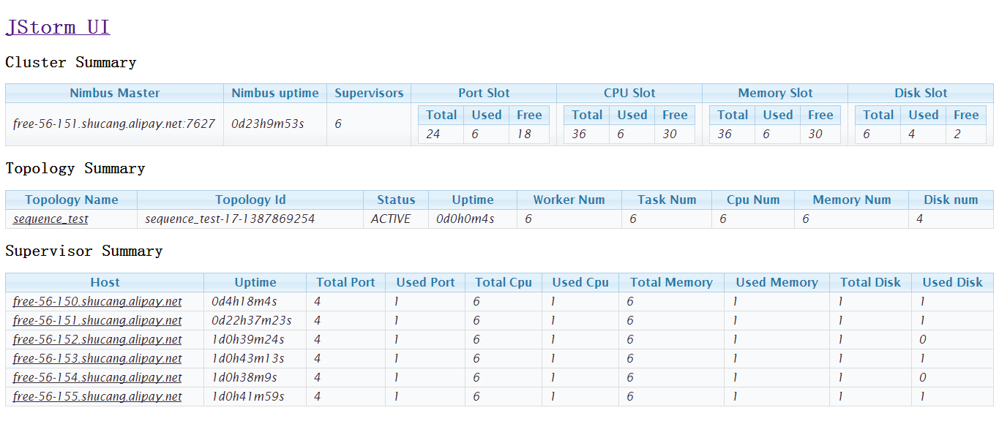 JStorm UI
Cluster Summary
Nimbus Master Nimbus uptime Supervisors Port Slot CPU Slot Memory Slot Disk Slot
Total Used Free Total Used Free Total Used Free Total Used Free
free-56-151.shucang.alipay.net:7627 0d23h9m53s 6 24 6 18 36 6 30 36 6 30 6 4 2
Topology Summary
Topology Name Topology Id Status Uptime Worker Num Task Num Cpu Num Memory Num Disk num
sequence_test sequence_test-17-1387869254 ACTIVE 0d0h0m4s 6 6 6 6 4
Supervisor Summary
Host Uptime Total Port Used Port Total Cpu Used Cpu Total Memory Used Memory Total Disk Used Disk
free-56-150.shucang.alipay.net 0d4h18m4s 4 1 6 1 6 1 1 1
free-56-151.shucang.alipay.net 0d22h37m23s 4 1 6 1 6 1 1 1
free-56-152.shucang.alipay.net 1d0h39m24s 4 1 6 1 6 1 1 0
free-56-153.shucang.alipay.net 1d0h43m13s 4 1 6 1 6 1 1 1
free-56-154.shucang.alipay.net 1d0h38m9s 4 1 6 1 6 1 1 0
free-56-155.shucang.alipay.net 1d0h41m59s 4 1 6 1 6 1 1 1